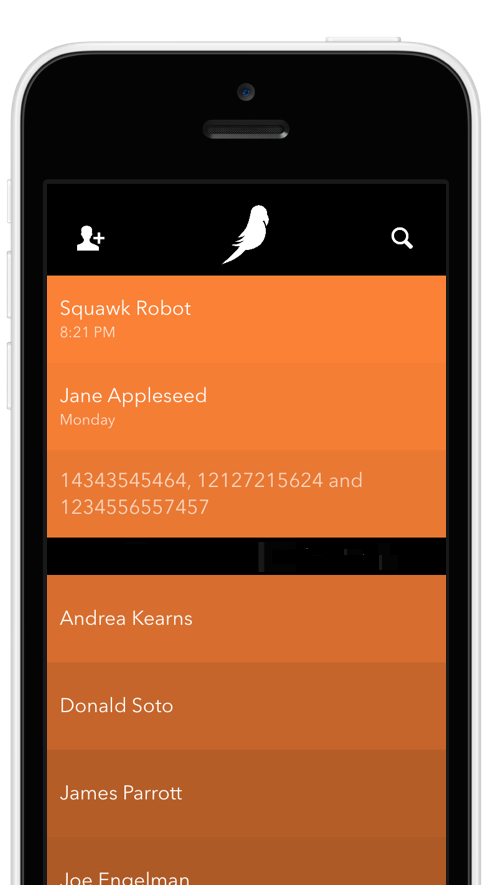 Squawk Robot
8:21 PM
Jane Appleseed
Monday
14343545464, 12127215624 and
1234556557457
Andrea Kearns
Donald Soto
James Parrott
Joe Engelman